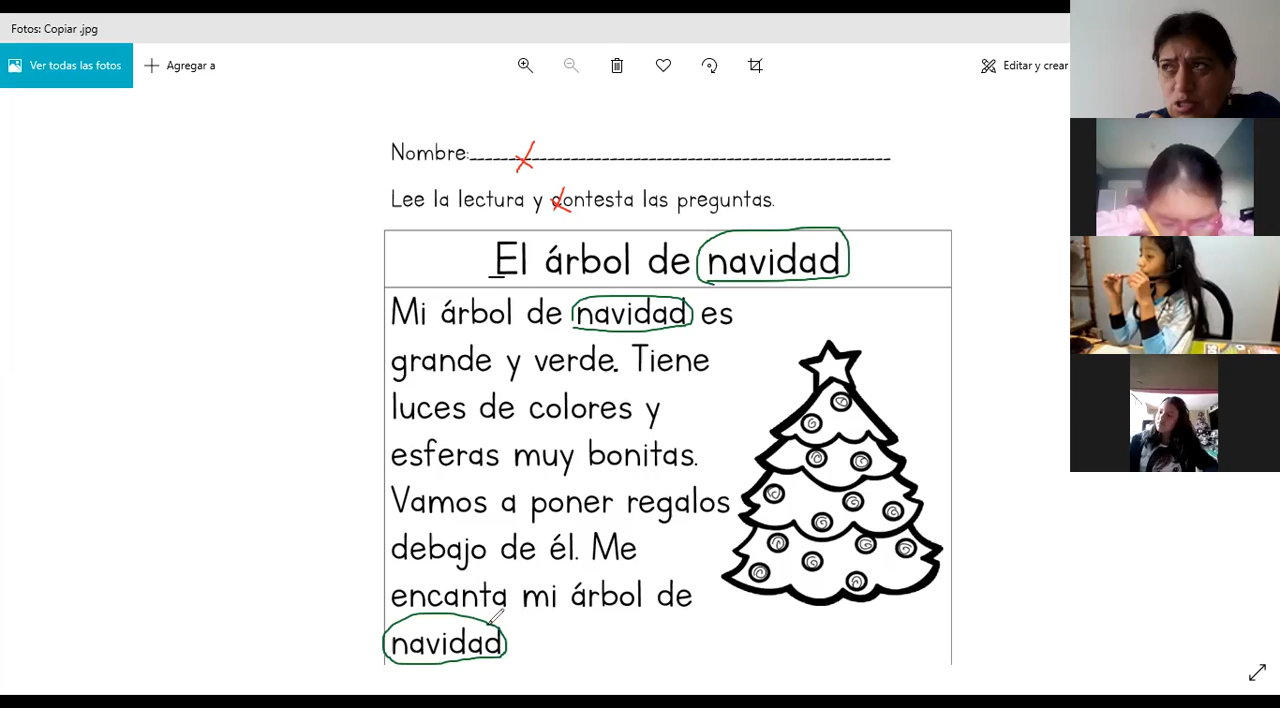 Fotos: Copiar .jpg
Ver todas las fotos
Agregar a
Editar y crear
Nombre:
Lee la lectura y contesta las preguntas.
El árbol de navidad
Mi árbol de navidad es
grande y verde. Tiene
luces de colores y
esferas muy bonitas.
Vamos a poner regalos
debajo de él. Me
encanta mi árbol de
navidad